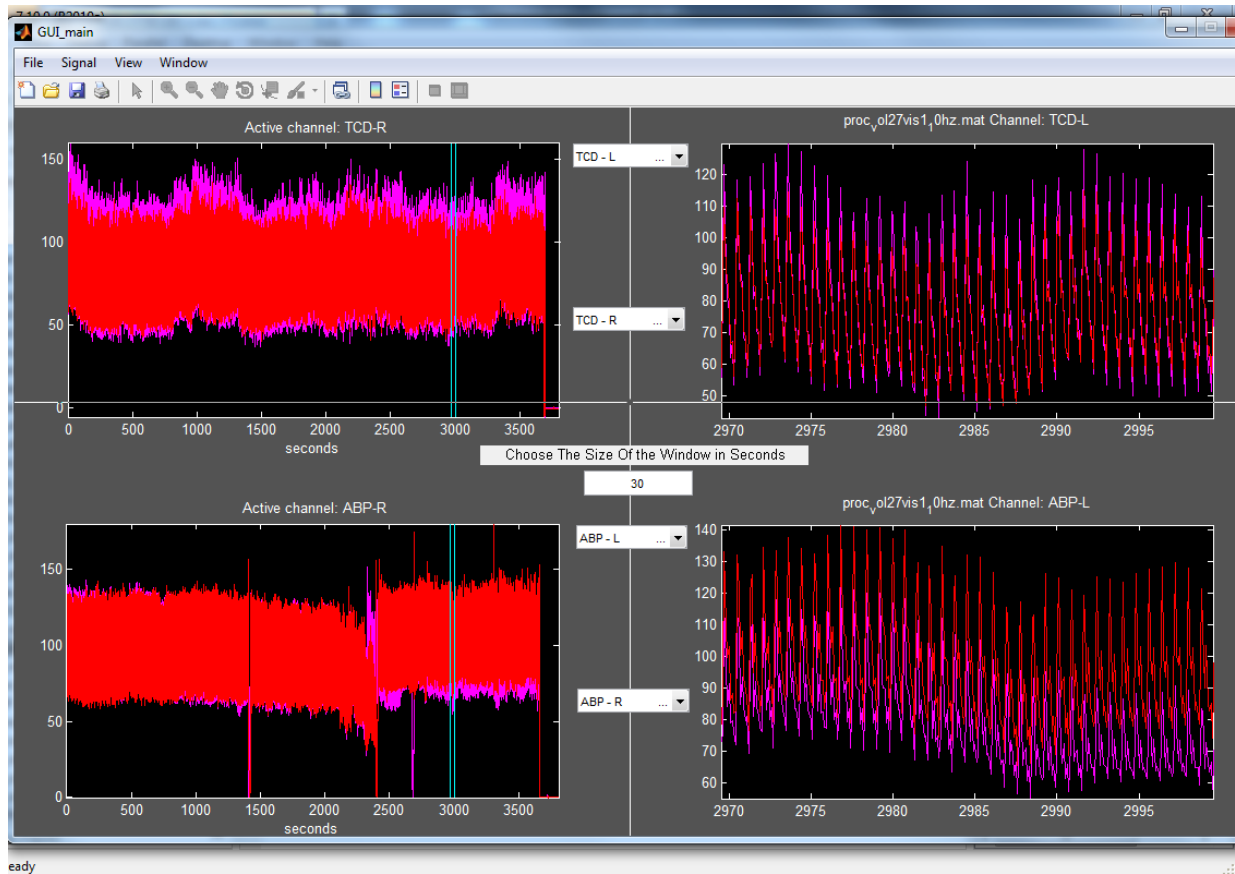 7.10.0 (R2010a)
GUI_main
File Signal View Window
Active channel: TCD-R
150
100
50
0
0 500 1000 1500 2000 2500 3000 3500
seconds
TCD - L ...
TCD - R ...
proc_vol27vis1_10hz.mat Channel: TCD-L
120
110
100
90
80
70
60
50
2970 2975 2980 2985 2990 2995
Choose The Size Of the Window in Seconds
30
Active channel: ABP-R
150
100
50
0
0 500 1000 1500 2000 2500 3000 3500
seconds
ABP - L ...
ABP - R ...
proc_vol27vis1_10hz.mat Channel: ABP-L
140
130
120
110
100
90
80
70
60
2970 2975 2980 2985 2990 2995
eady